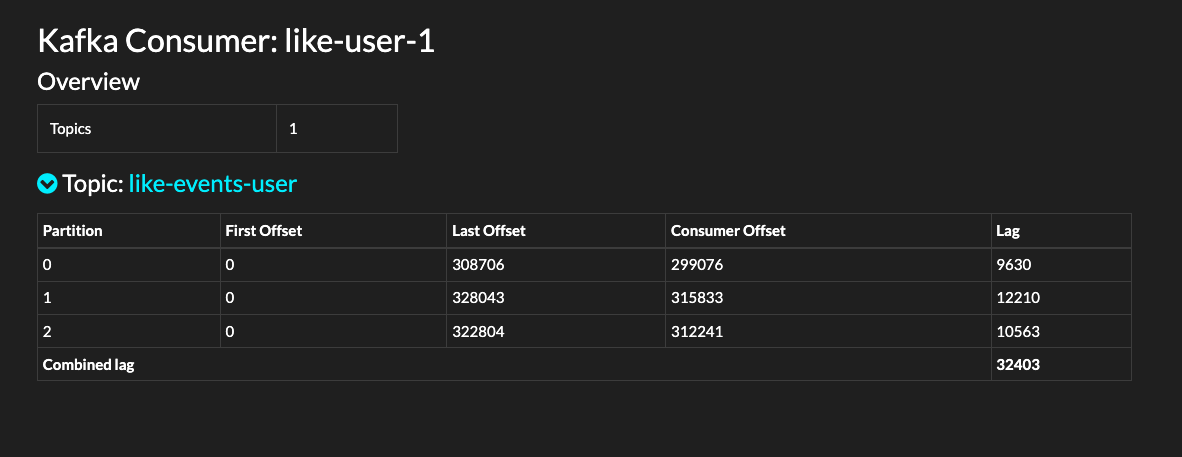 Kafka Consumer: like-user-1
Overview
Topics 1
Topic: like-events-user
Partition First Offset Last Offset Consumer Offset Lag
0 0 308706 299076 9630
1 0 328043 315833 12210
2 0 322804 312241 10563
Combined lag 32403